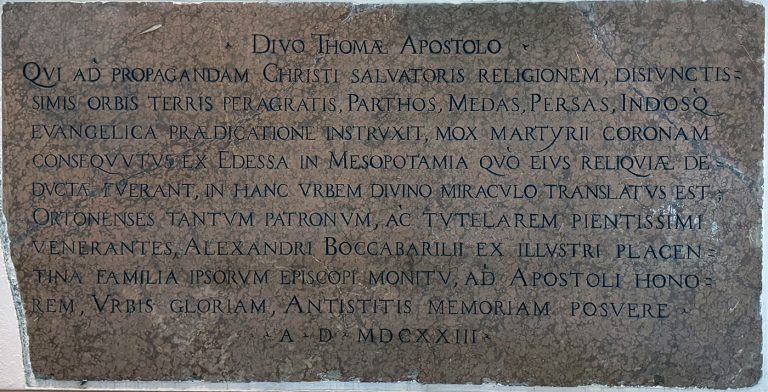 · DIVO THOMÆ APOSTOLO ·
QVI AD PROPAGANDAM CHRISTI SALVATORIS RELIGIONEM, DISIVNCTIS=
SIMIS ORBIS TERRIS PERAGRATIS, PARTHOS, MEDAS, PERSAS, INDOSQ̀
EVANGELICA PRÆDICATIONE INSTRVXIT, MOX MARTYRII CORONAM
CONSEQVVTVS EX EDESSA IN MESOPOTAMIA QVÒ EIVS RELIQVIÆ DE=
DVCTÆ FVERANT, IN HANC VRBEM DIVINO MIRACVLO TRANSLATVS EST;
ORTONENSES TANTVM PATRONVM, AC TVTELAREM PIENTISSIMI
VENERANTES, ALEXANDRI BOCCABARILII EX ILLVSTRI PLACEN=
TINA FAMILIA IPSORVM EPISCOPI MONITV, AD APOSTOLI HONO=
REM, VRBIS GLORIAM, ANTISTITIS MEMORIAM POSVERE
· A · D · MDCXXIII ·